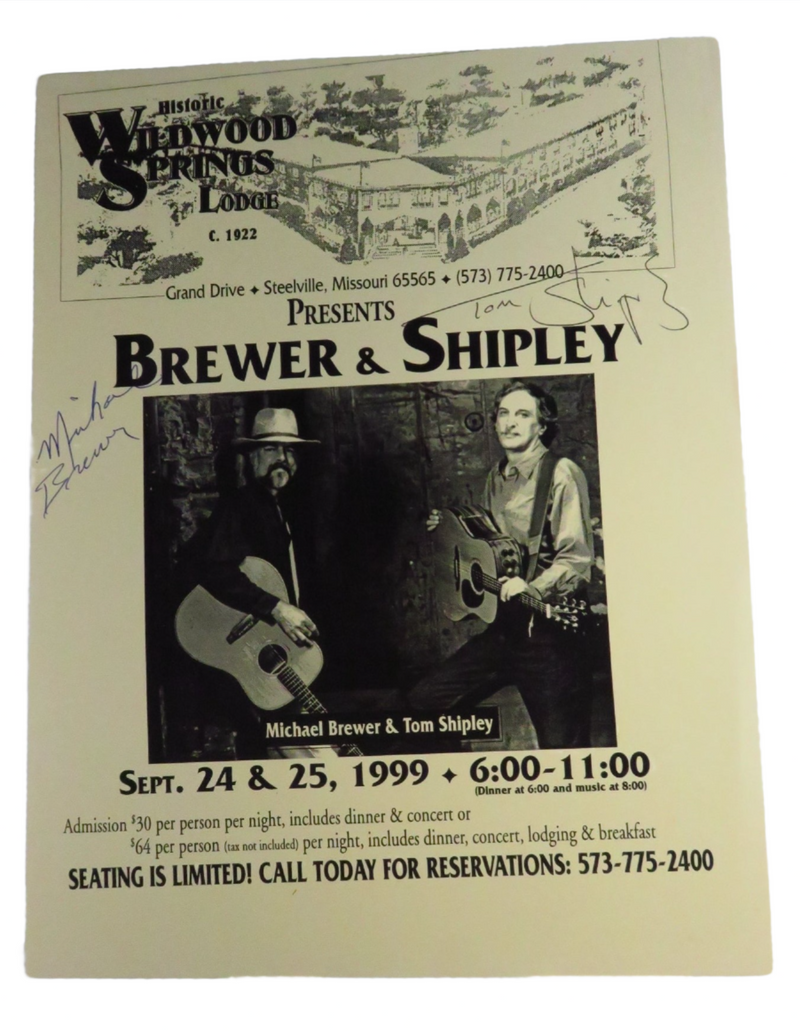 Historic
Wildwood
Springs
Lodge
c. 1922
Grand Drive ✦ Steelville, Missouri 65565 ✦ (573) 775-2400
Presents
Tom Shipley
Brewer & Shipley
Michael
Brewer
Michael Brewer & Tom Shipley
Sept. 24 & 25, 1999 ✦ 6:00-11:00
(Dinner at 6:00 and music at 8:00)
Admission $30 per person per night, includes dinner & concert or
$64 per person (tax not included) per night, includes dinner, concert, lodging & breakfast
SEATING IS LIMITED! CALL TODAY FOR RESERVATIONS: 573-775-2400